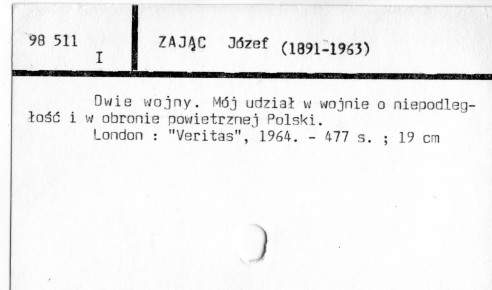 98 511
I
ZAJĄC Józef (1891-1963)
Dwie wojny. Mój udział w wojnie o niepodleg-
łość i w obronie powietrznej Polski.
London : "Veritas", 1964. - 477 s. ; 19 cm